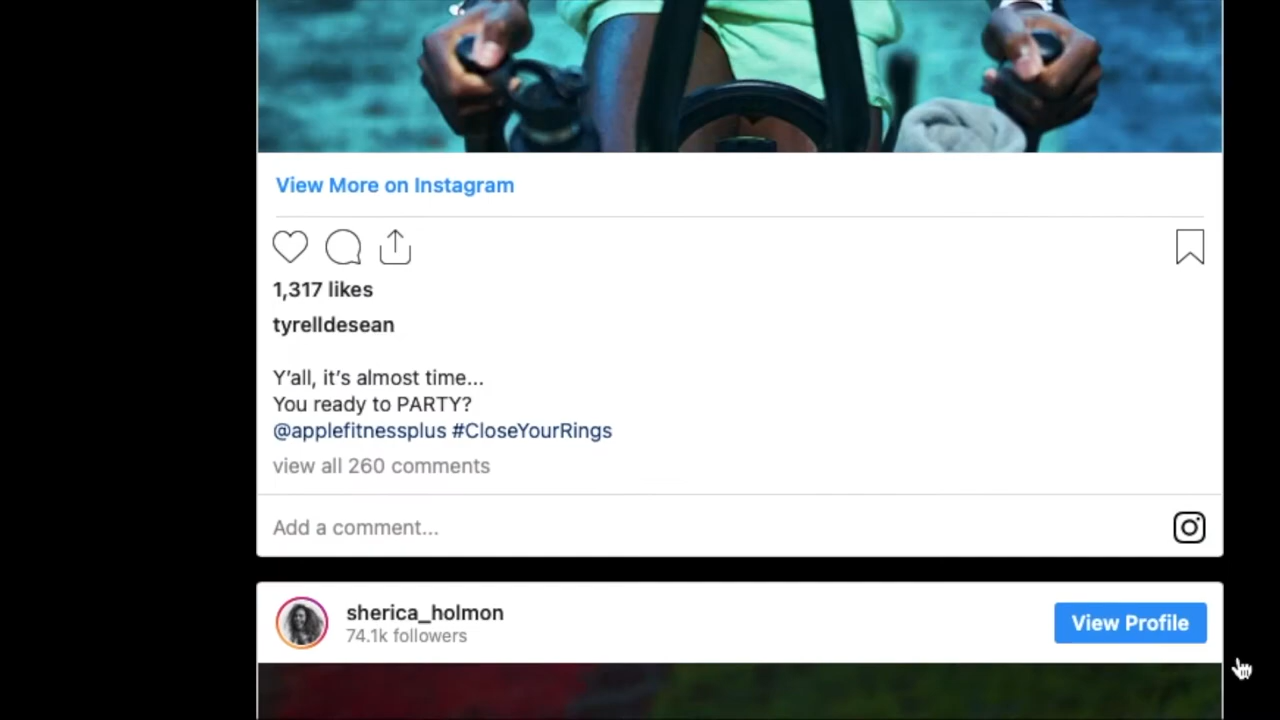 View More on Instagram
1,317 likes
tyrelldesean
Y’all, it’s almost time...
You ready to PARTY?
@applefitnessplus #CloseYourRings
view all 260 comments
Add a comment...
sherica_holmon
74.1k followers
View Profile